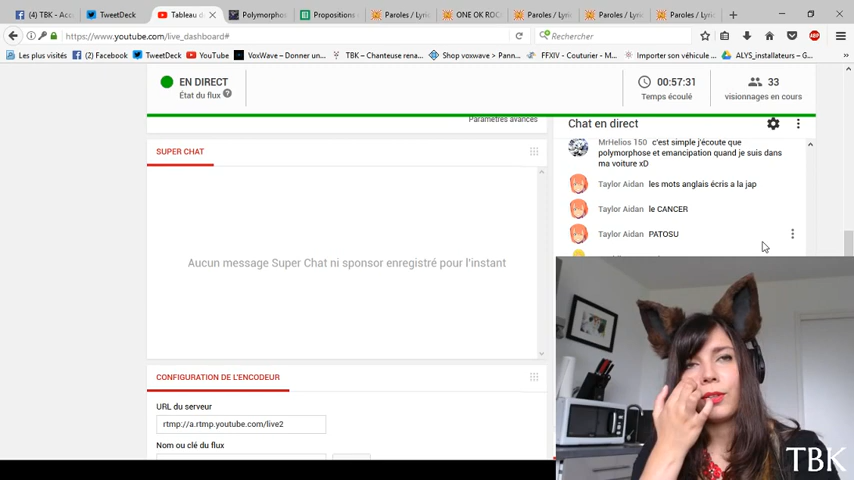 (1) TBK - Acc
TweetDeck
Tableau d
Polymorphos
Propositions
Paroles / Lyric
ONE OK ROC
Paroles / Lyric
Paroles / Lyric
Paroles / Lyric
https://www.youtube.com/live_dashboard#
Rechercher
ABP
Les plus visités
(1) Facebook
TweetDeck
YouTube
VoxWave – Donner un...
TBK – Chanteuse renar...
Shop voxwave > Pann...
FFXIV - Couturier - M...
Importer son véhicule ...
ALYS_installateurs – G...
EN DIRECT
État du flux
00:57:31
Temps écoulé
33
visionnages en cours
Paramètres avancés
Chat en direct
SUPER CHAT
MrHelios 150 c'est simple j'écoute que
polymorphose et emancipation quand je suis dans
ma voiture xD
Taylor Aidan les mots anglais écris a la jap
Taylor Aidan le CANCER
Taylor Aidan PATOSU
Aucun message Super Chat ni sponsor enregistré pour l'instant
CONFIGURATION DE L'ENCODEUR
URL du serveur
rtmp://a.rtmp.youtube.com/live2
Nom ou clé du flux
TBK